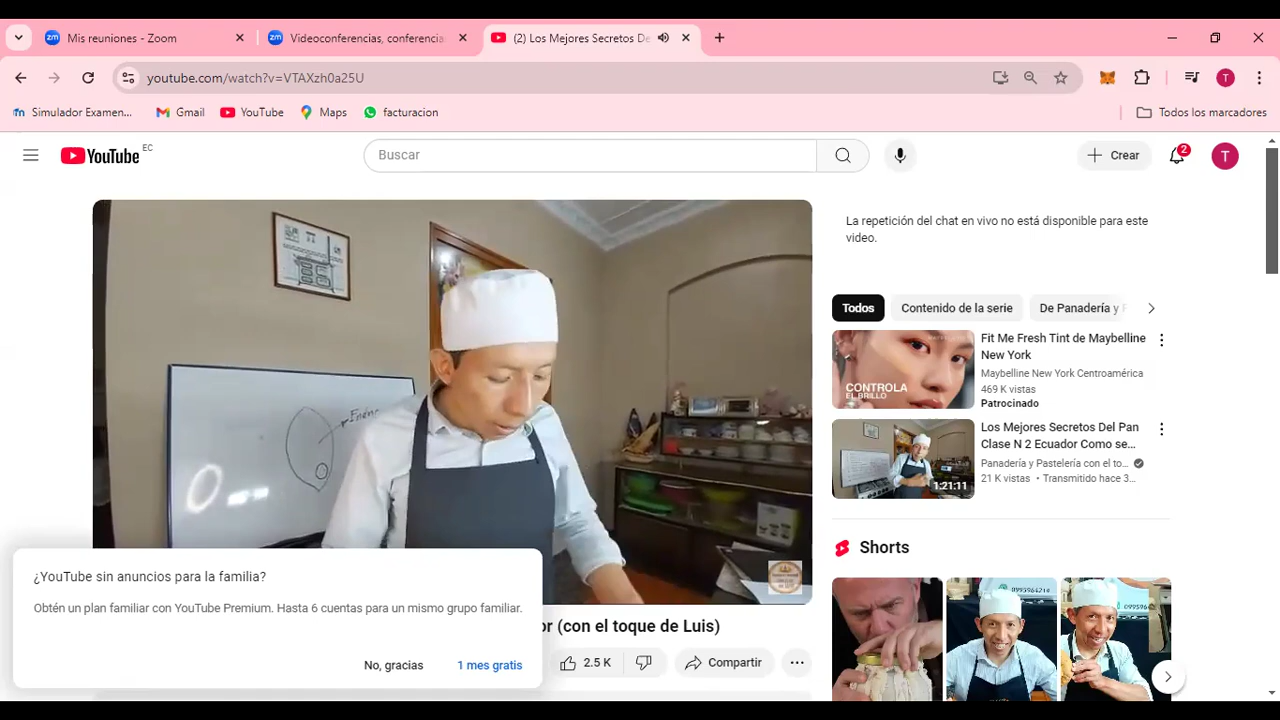 Mis reuniones - Zoom
Videoconferencias, conferencia
(2) Los Mejores Secretos De
youtube.com/watch?v=VTAXzh0a25U
Simulador Examen...
Gmail
YouTube
Maps
facturacion
Todos los marcadores
YouTube
EC
Buscar
Crear
2
T
La repetición del chat en vivo no está disponible para este
video.
Todos
Contenido de la serie
De Panadería y
Fit Me Fresh Tint de Maybelline
New York
Maybelline New York Centroamérica
469 K vistas
Patrocinado
CONTROLA
EL BRILLO
Los Mejores Secretos Del Pan
Clase N 2 Ecuador Como se...
Panadería y Pastelería con el to...
21 K vistas • Transmitido hace 3...
1:21:11
Shorts
¿YouTube sin anuncios para la familia?
Obtén un plan familiar con YouTube Premium. Hasta 6 cuentas para un mismo grupo familiar.
No, gracias
1 mes gratis
or (con el toque de Luis)
2.5 K
Compartir